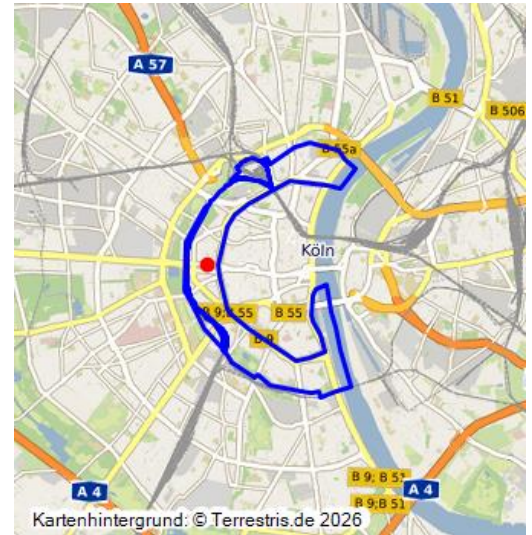 A 57
B 51
B 506
B 55a
Köln
B 9;B 55
B 55
B 9
B 9; B 51
A 4
A 4
B 9;B 51
Kartenhintergrund: © Terrestris.de 2026